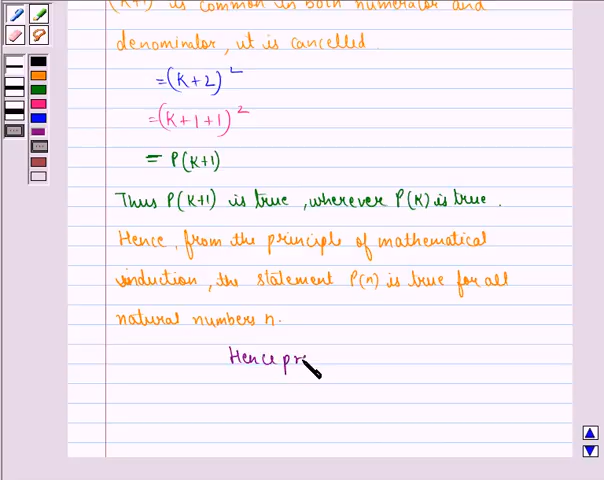 (K+1) is common in both numerator and
denominator, it is cancelled.
=(K+2)²
=(K+1+1)²
= P(K+1)
Thus P(K+1) is true, wherever P(K) is true.
Hence, from the principle of mathematical
induction, the statement P(n) is true for all
natural numbers n.
Hence pr